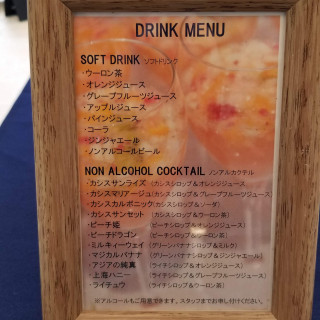 DRINK MENU
SOFT DRINK ソフトドリンク
・ウーロン茶
・オレンジジュース
・グレープフルーツジュース
・アップルジュース
・パインジュース
・コーラ
・ジンジャエール
・ノンアルコールビール
NON ALCOHOL COCKTAIL ノンアルカクテル
・カシスサンライズ (カシスシロップ&オレンジジュース
・カシスマリアージュ(カシスシロップ&グレープフルーツジュース)
・カシスカルボニック(カシスシロップ&ソーダ)
・カシスサンセット (カシスシロップ&ウーロン茶)
・ピーチ姫 (ピーチシロップ&オレンジジュース)
・ピーチドラゴン (ピーチシロップ&ウーロン茶)
・ミルキィーウェイ(グリーンバナナシロップ&ミルク)
・マジカルバナナ (グリーンバナナシロップ&ジンジャエール)
・アジアの純真 (ライチシロップ&オレンジジュース)
・上海ハニー (ライチシロップ&グレープフルーツジュース)
・ライチュウ (ライチシロップ&ウーロン茶)
※アルコールもご用意できます。スタッフまでお申し付けください。